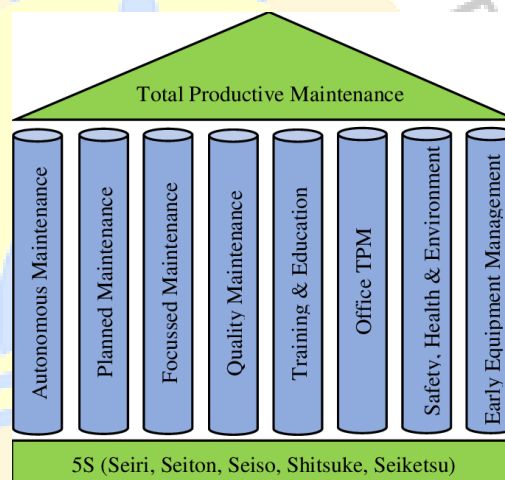 Total Productive Maintenance
Autonomous Maintenance
Planned Maintenance
Focussed Maintenance
Quality Maintenance
Training & Education
Office TPM
Safety, Health & Environment
Early Equipment Management
5S (Seiri, Seiton, Seiso, Shitsuke, Seiketsu)